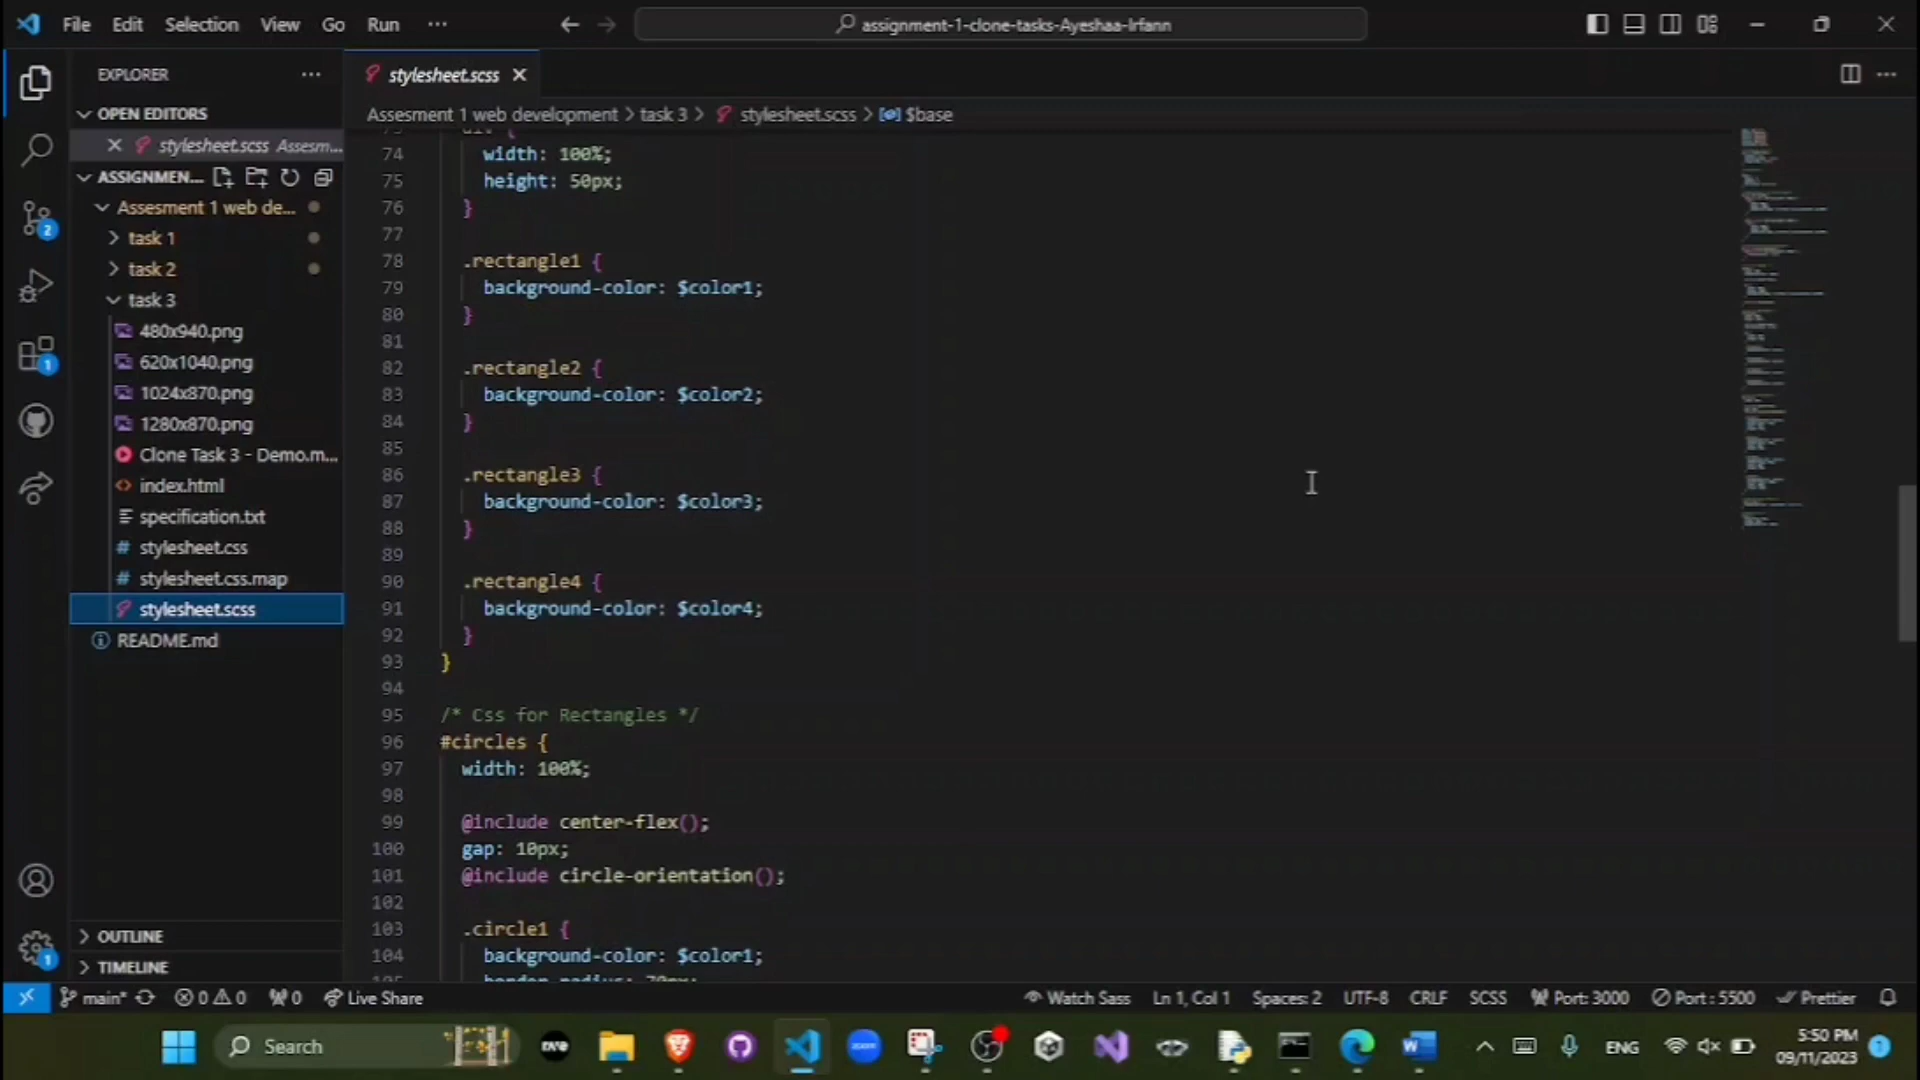 File Edit Selection View Go Run ···
assignment-1-clone-tasks-Ayeshaa-Irfann
EXPLORER
stylesheet.scss
OPEN EDITORS
Assesment 1 web development > task 3 > stylesheet.scss > $base
stylesheet.scss Assesm...
ASSIGNMEN...
Assesment 1 web de...
task 1
task 2
task 3
480x940.png
620x1040.png
1024x870.png
1280x870.png
Clone Task 3 - Demo.m...
index.html
specification.txt
stylesheet.css
stylesheet.css.map
stylesheet.scss
README.md
OUTLINE
TIMELINE
74 width: 100%;
75 height: 50px;
76 }
77
78 .rectangle1 {
79 background-color: $color1;
80 }
81
82 .rectangle2 {
83 background-color: $color2;
84 }
85
86 .rectangle3 {
87 background-color: $color3;
88 }
89
90 .rectangle4 {
91 background-color: $color4;
92 }
93 }
94
95 /* Css for Rectangles */
96 #circles {
97 width: 100%;
98
99 @include center-flex();
100 gap: 10px;
101 @include circle-orientation();
102
103 .circle1 {
104 background-color: $color1;
2
1
1
main* 0 0 0 Live Share Watch Sass Ln 1, Col 1 Spaces: 2 UTF-8 CRLF SCSS Port: 3000 Port : 5500 Prettier
Search
zoom
ENG
5:50 PM
09/11/2023
1